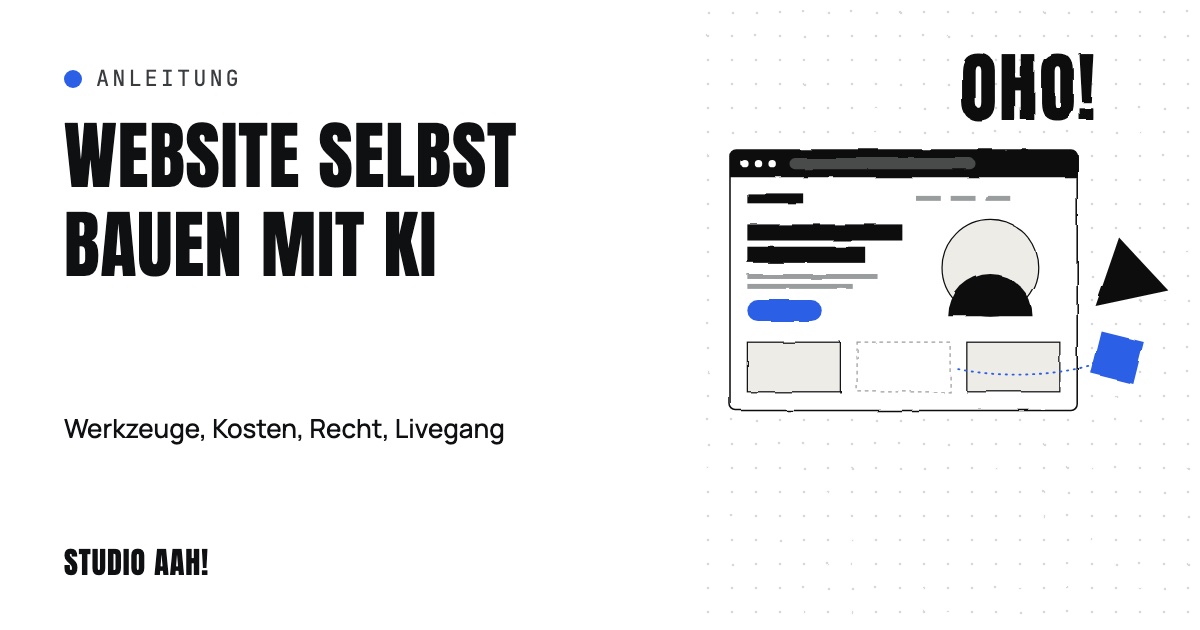 ANLEITUNG
WEBSITE SELBST
BAUEN MIT KI
Werkzeuge, Kosten, Recht, Livegang
STUDIO AAH!
OHO!